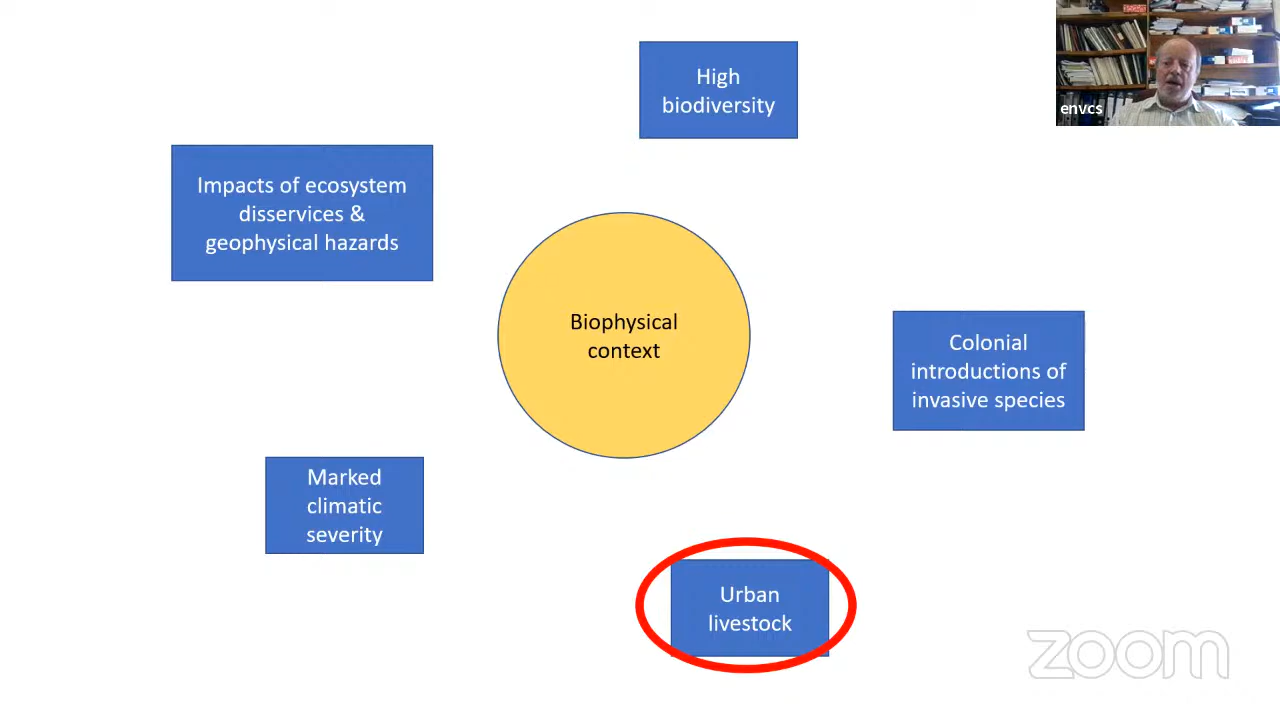 High
biodiversity
envcs
Impacts of ecosystem
disservices &
geophysical hazards
Biophysical
context
Colonial
introductions of
invasive species
Marked
climatic
severity
Urban
livestock
zoom